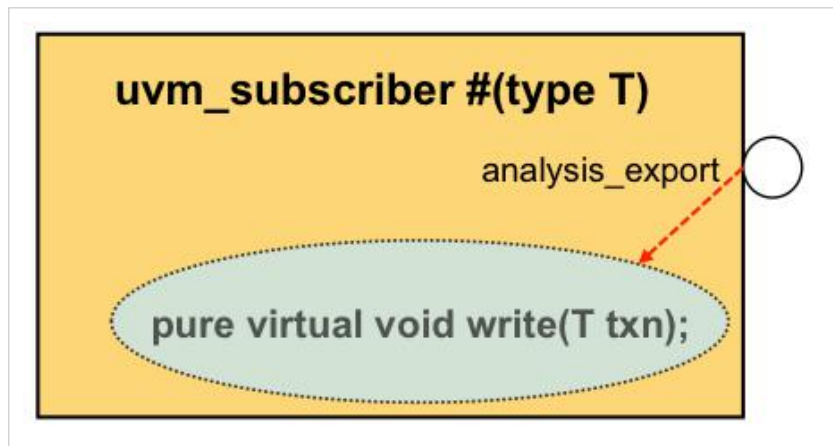 uvm_subscriber #(type T)
analysis_export
pure virtual void write(T txn);